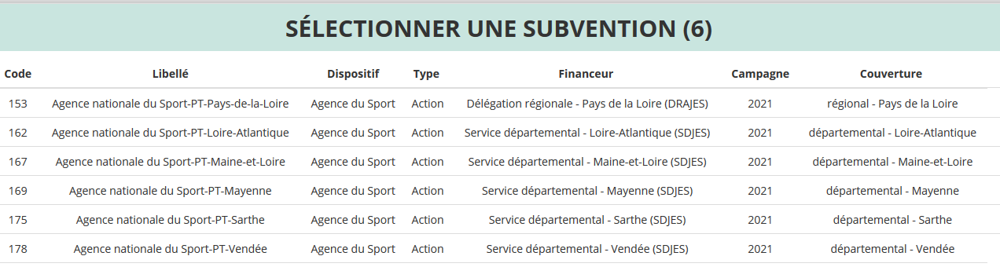 SÉLECTIONNER UNE SUBVENTION (6)
Code Libellé Dispositif Type Financeur Campagne Couverture
153 Agence nationale du Sport-PT-Pays-de-la-Loire Agence du Sport Action Délégation régionale - Pays de la Loire (DRAJES) 2021 régional - Pays de la Loire
162 Agence nationale du Sport-PT-Loire-Atlantique Agence du Sport Action Service départemental - Loire-Atlantique (SDJES) 2021 départemental - Loire-Atlantique
167 Agence nationale du Sport-PT-Maine-et-Loire Agence du Sport Action Service départemental - Maine-et-Loire (SDJES) 2021 départemental - Maine-et-Loire
169 Agence nationale du Sport-PT-Mayenne Agence du Sport Action Service départemental - Mayenne (SDJES) 2021 départemental - Mayenne
175 Agence nationale du Sport-PT-Sarthe Agence du Sport Action Service départemental - Sarthe (SDJES) 2021 départemental - Sarthe
178 Agence nationale du Sport-PT-Vendée Agence du Sport Action Service départemental - Vendée (SDJES) 2021 départemental - Vendée